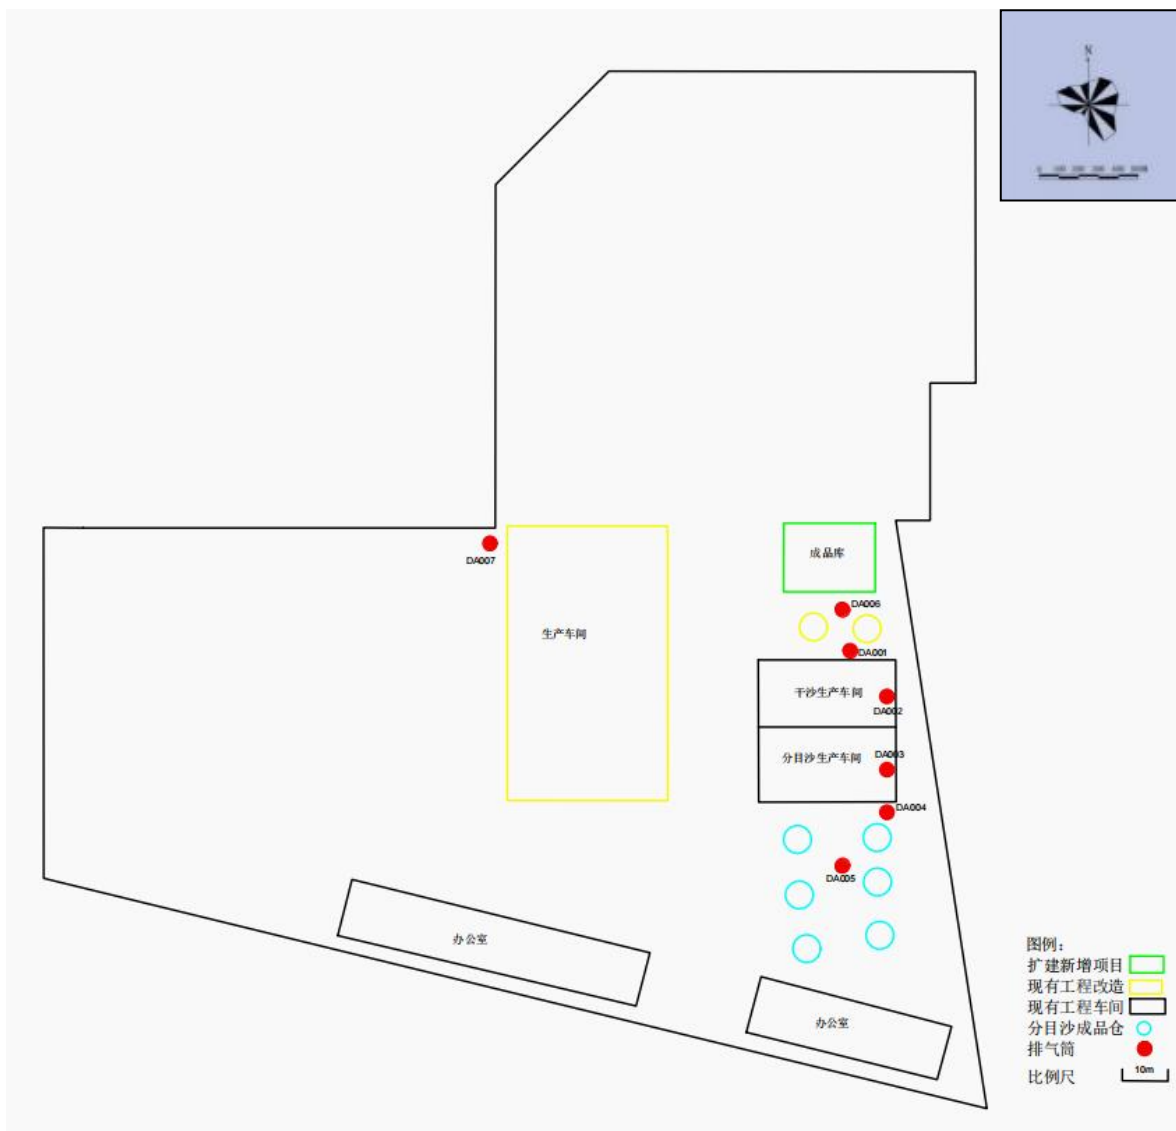 N
成品库
DA007
DA006
生产车间
DA001
干沙生产车间
DA002
DA003
分目沙生产车间
DA004
DA005
办公室
办公室
图例：
扩建新增项目
现有工程改造
现有工程车间
分目沙成品仓
排气筒
比例尺 10m